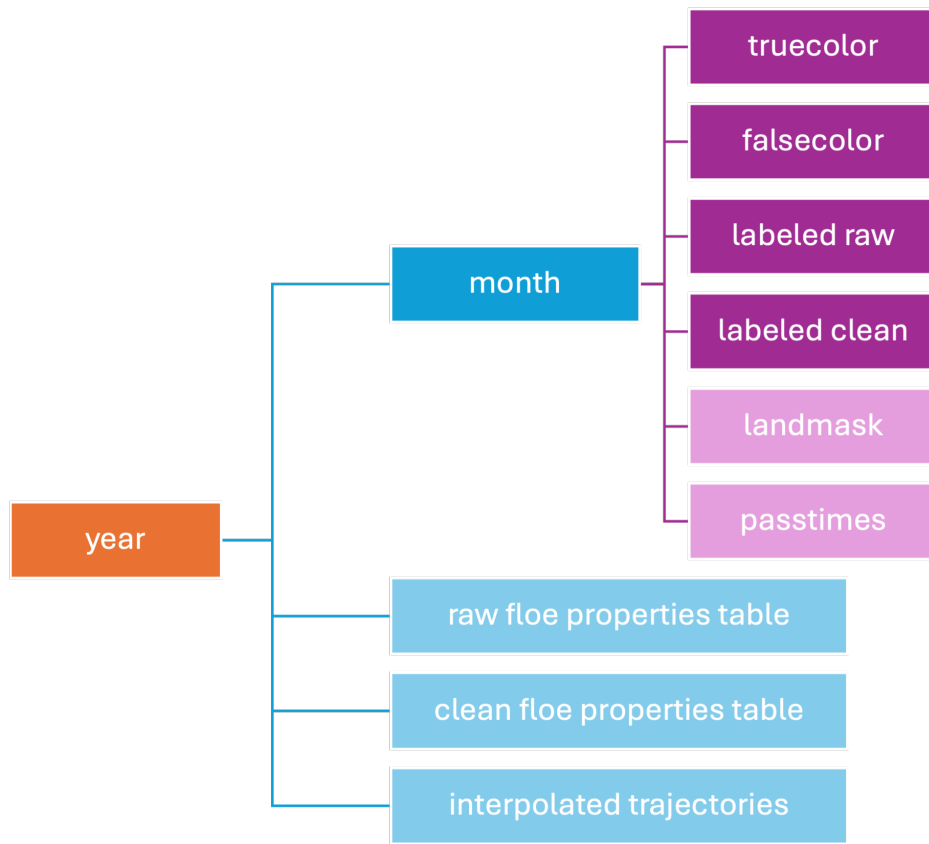 truecolor
falsecolor
labeled raw
month
labeled clean
landmask
passtimes
year
raw floe properties table
clean floe properties table
interpolated trajectories